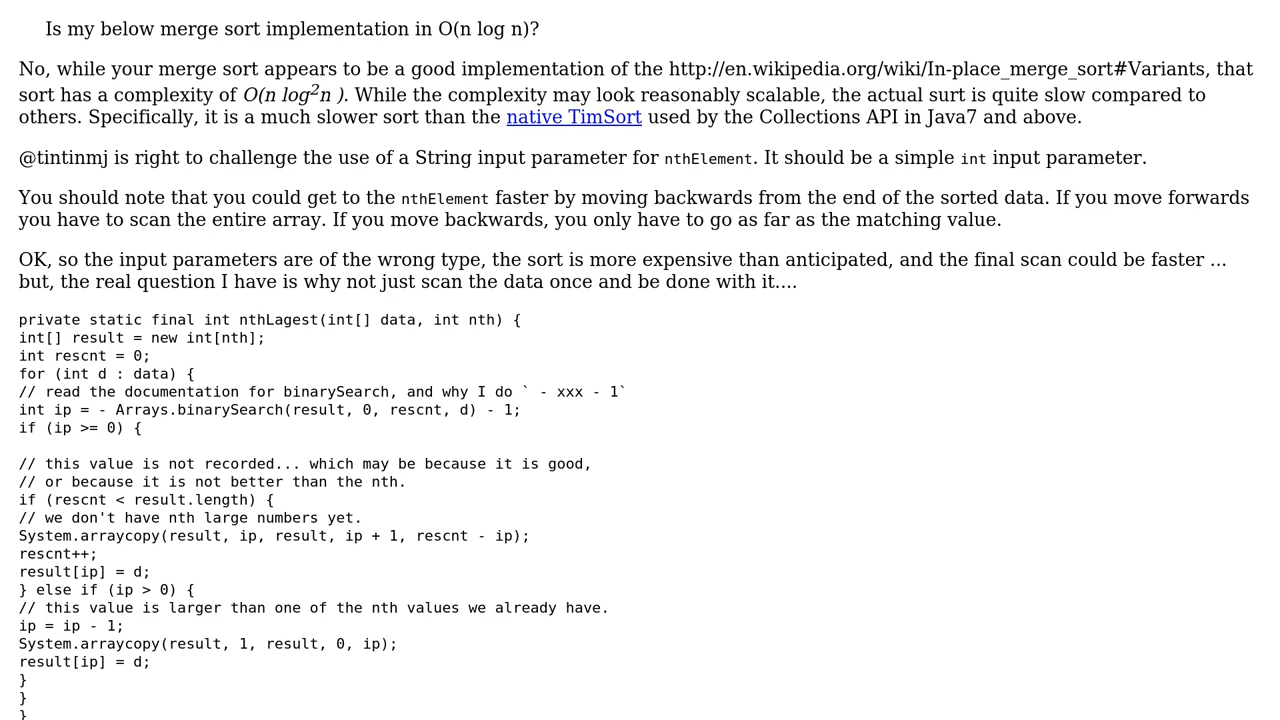 Is my below merge sort implementation in O(n log n)?
No, while your merge sort appears to be a good implementation of the http://en.wikipedia.org/wiki/In-place_merge_sort#Variants, that
sort has a complexity of O(n log2n ). While the complexity may look reasonably scalable, the actual surt is quite slow compared to
others. Specifically, it is a much slower sort than the native TimSort used by the Collections API in Java7 and above.
@tintinmj is right to challenge the use of a String input parameter for nthElement. It should be a simple int input parameter.
You should note that you could get to the nthElement faster by moving backwards from the end of the sorted data. If you move forwards
you have to scan the entire array. If you move backwards, you only have to go as far as the matching value.
OK, so the input parameters are of the wrong type, the sort is more expensive than anticipated, and the final scan could be faster ...
but, the real question I have is why not just scan the data once and be done with it....
private static final int nthLagest(int[] data, int nth) {
int[] result = new int[nth];
int rescnt = 0;
for (int d : data) {
// read the documentation for binarySearch, and why I do ` - xxx - 1`
int ip = - Arrays.binarySearch(result, 0, rescnt, d) - 1;
if (ip >= 0) {
// this value is not recorded... which may be because it is good,
// or because it is not better than the nth.
if (rescnt < result.length) {
// we don't have nth large numbers yet.
System.arraycopy(result, ip, result, ip + 1, rescnt - ip);
rescnt++;
result[ip] = d;
} else if (ip > 0) {
// this value is larger than one of the nth values we already have.
ip = ip - 1;
System.arraycopy(result, 1, result, 0, ip);
result[ip] = d;
}
}
}